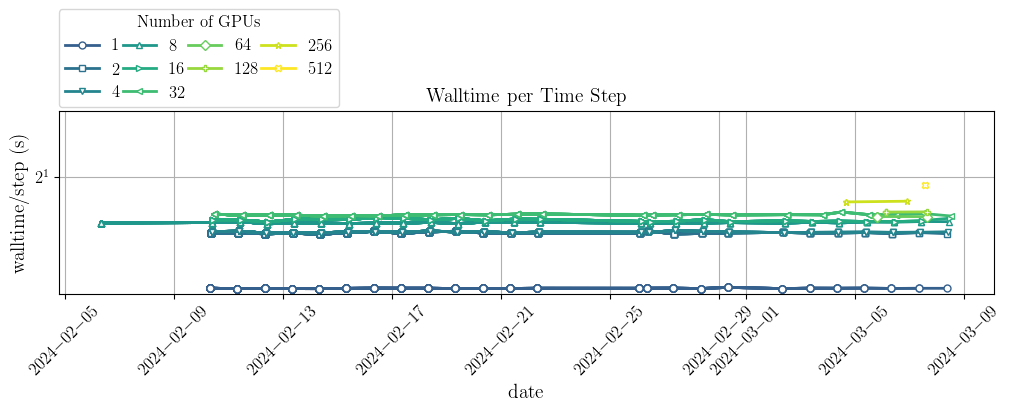 Number of GPUs
1 8 64 256
2 16 128 512
4 32
Walltime per Time Step
walltime/step (s)
2¹
2024−02−05 2024−02−09 2024−02−13 2024−02−17 2024−02−21 2024−02−25 2024−02−29 2024−03−01 2024−03−05 2024−03−09
date